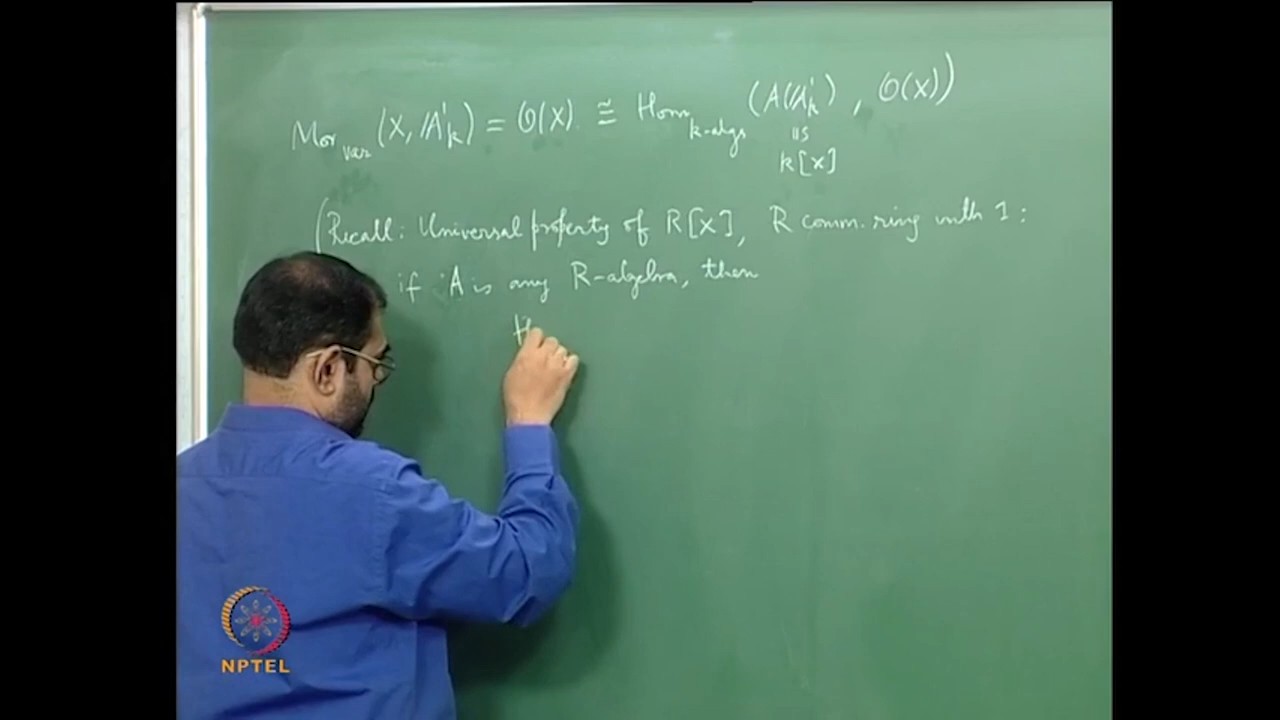 Mor_var (X, 𝔸¹_k) = O(X) ≅ Hom_k-algs (A(𝔸¹_k), O(X))
k[x]
(Recall: Universal property of R[X], R comm. ring with 1:
if A is any R-algebra, then
H
NPTEL